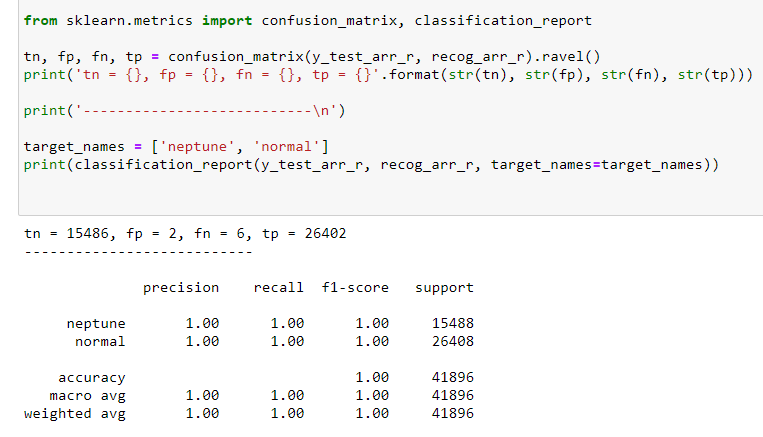 from sklearn.metrics import confusion_matrix, classification_report
tn, fp, fn, tp = confusion_matrix(y_test_arr_r, recog_arr_r).ravel()
print('tn = {}, fp = {}, fn = {}, tp = {}'.format(str(tn), str(fp), str(fn), str(tp)))
print('---------------------------\n')
target_names = ['neptune', 'normal']
print(classification_report(y_test_arr_r, recog_arr_r, target_names=target_names))
tn = 15486, fp = 2, fn = 6, tp = 26402
---------------------------
precision recall f1-score support
neptune 1.00 1.00 1.00 15488
normal 1.00 1.00 1.00 26408
accuracy 1.00 41896
macro avg 1.00 1.00 1.00 41896
weighted avg 1.00 1.00 1.00 41896